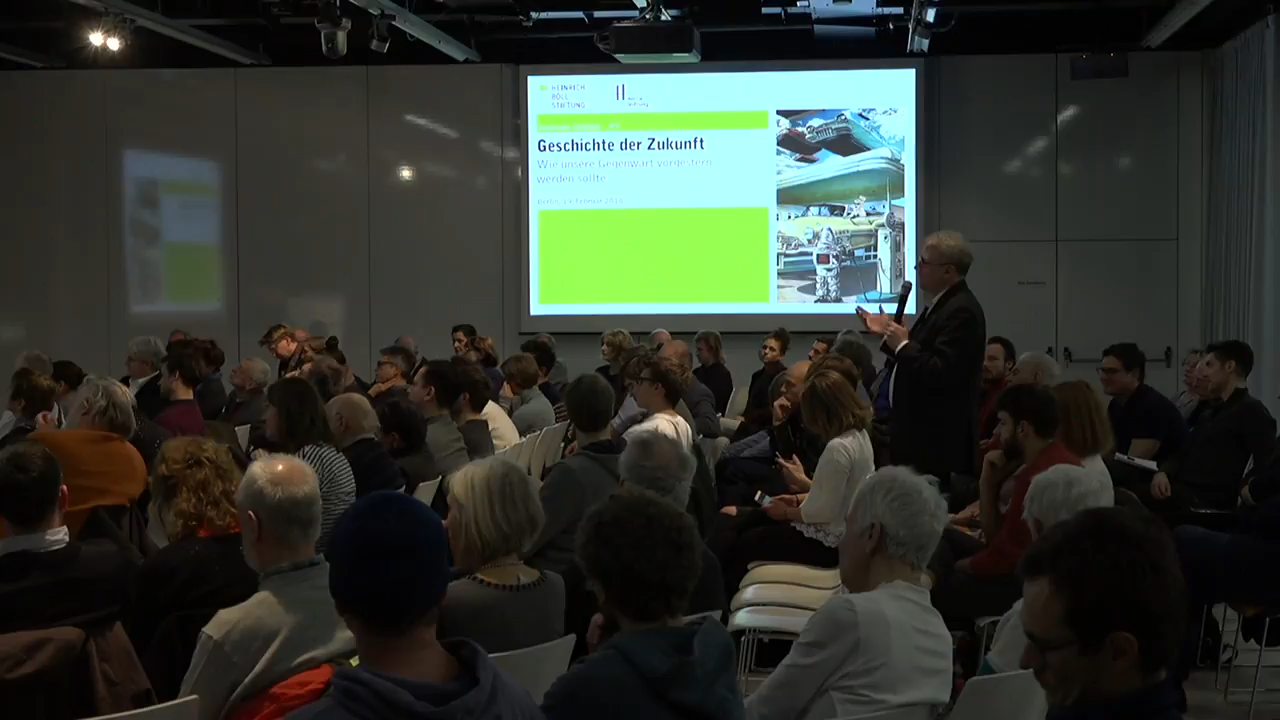 HEINRICH
BÖLL
STIFTUNG
Geschichte der Zukunft
Wie unsere Gegenwart vorgestern
werden sollte